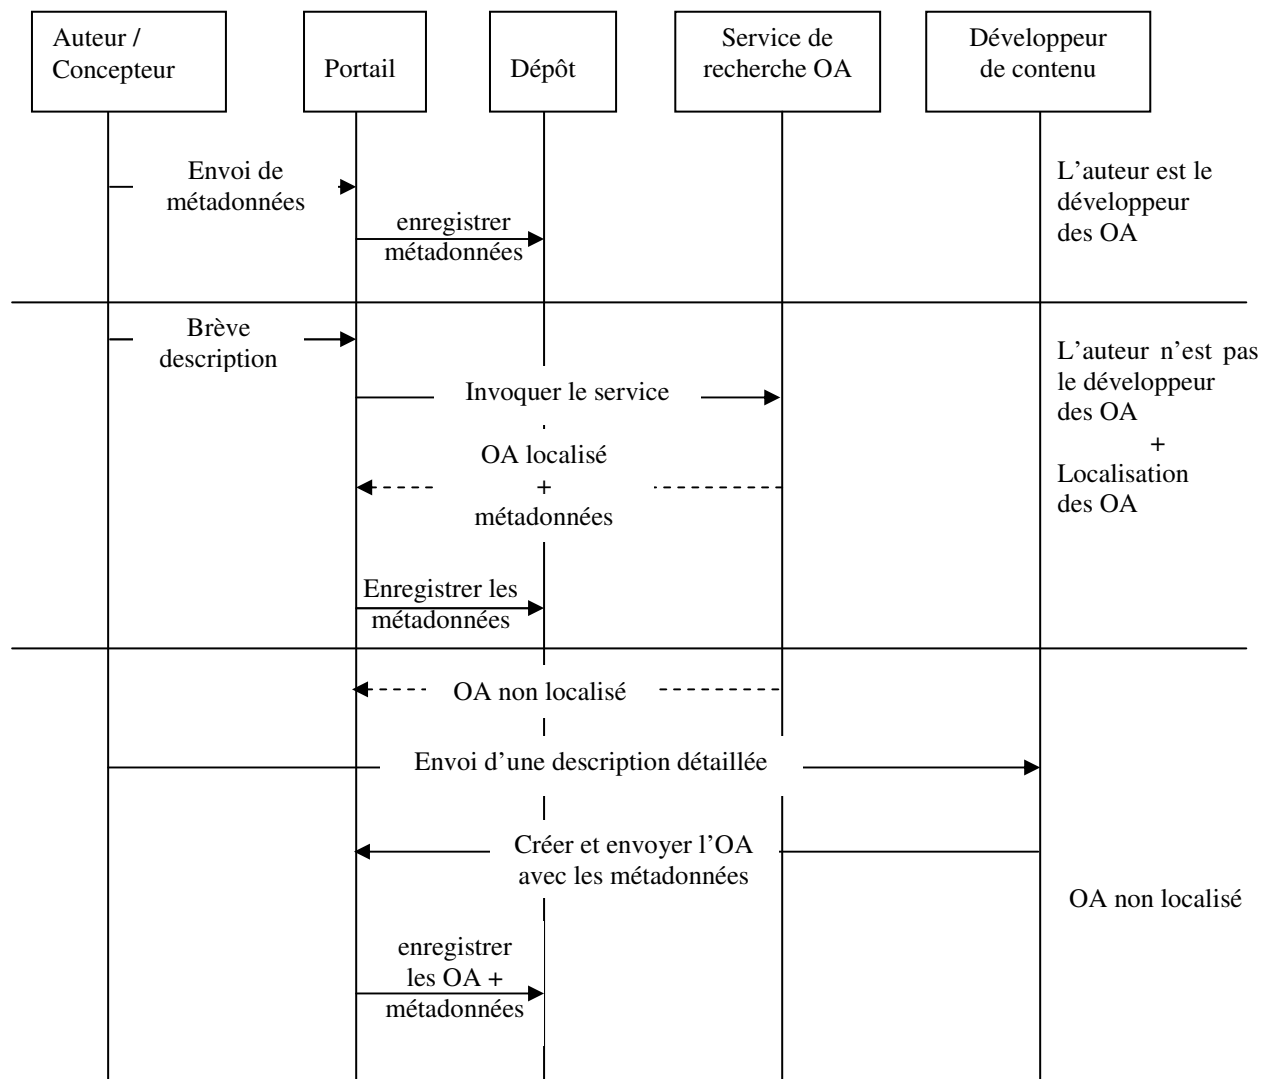 Auteur /
Concepteur
Portail
Dépôt
Service de
recherche OA
Développeur
de contenu
Envoi de
métadonnées
enregistrer
métadonnées
L’auteur est le
développeur
des OA
Brève
description
Invoquer le service
OA localisé
+
métadonnées
Enregistrer les
métadonnées
L’auteur n’est pas
le développeur
des OA
+
Localisation
des OA
OA non localisé
Envoi d’une description détaillée
Créer et envoyer l’OA
avec les métadonnées
enregistrer
les OA +
métadonnées
OA non localisé